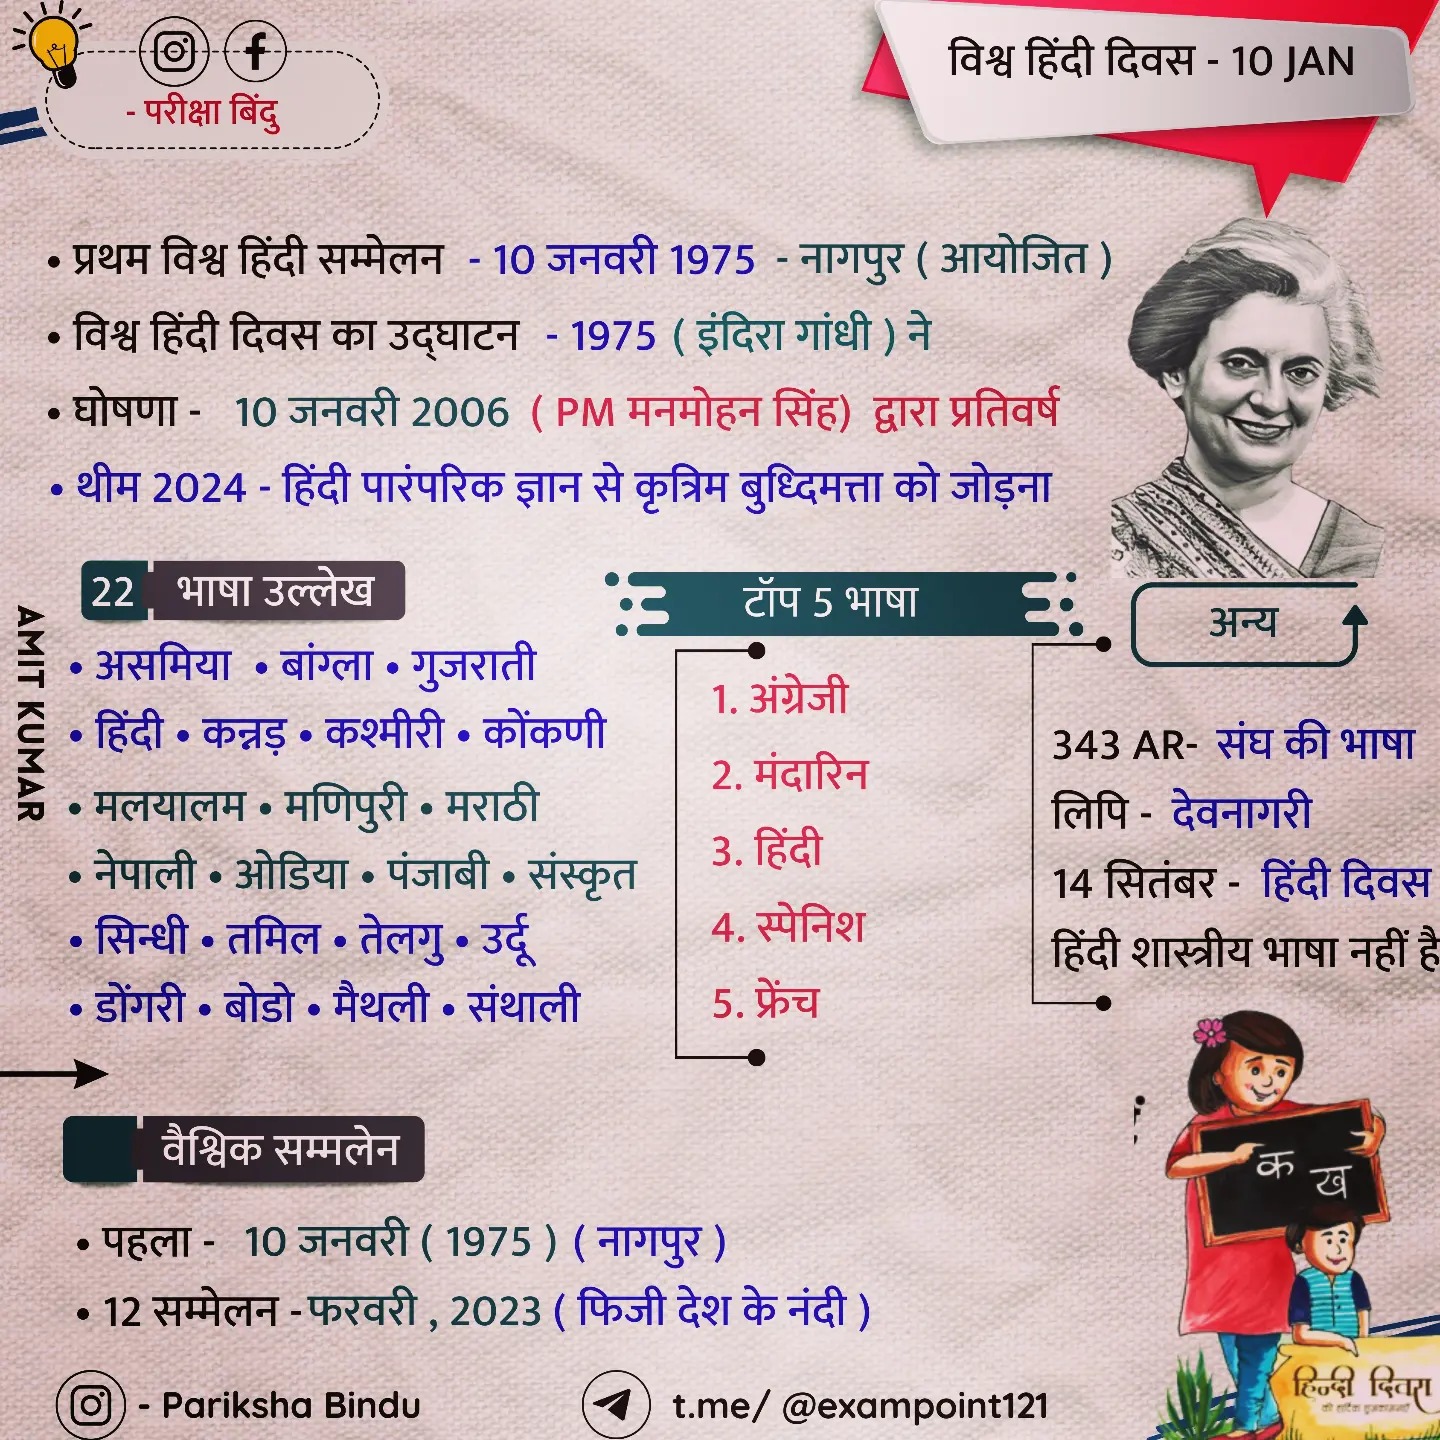 - परीक्षा बिंदु
विश्व हिंदी दिवस - 10 JAN
• प्रथम विश्व हिंदी सम्मेलन - 10 जनवरी 1975 - नागपुर ( आयोजित )
• विश्व हिंदी दिवस का उद्घाटन - 1975 ( इंदिरा गांधी ) ने
• घोषणा - 10 जनवरी 2006 ( PM मनमोहन सिंह) द्वारा प्रतिवर्ष
• थीम 2024 - हिंदी पारंपरिक ज्ञान से कृत्रिम बुध्दिमत्ता को जोड़ना
22 भाषा उल्लेख
• असमिया • बांग्ला • गुजराती
• हिंदी • कन्नड़ • कश्मीरी • कोंकणी
• मलयालम • मणिपुरी • मराठी
• नेपाली • ओडिया • पंजाबी • संस्कृत
• सिन्धी • तमिल • तेलगु • उर्दू
• डोंगरी • बोडो • मैथली • संथाली
AMIT KUMAR
टॉप 5 भाषा
1. अंग्रेजी
2. मंदारिन
3. हिंदी
4. स्पेनिश
5. फ्रेंच
अन्य
343 AR- संघ की भाषा
लिपि - देवनागरी
14 सितंबर - हिंदी दिवस
हिंदी शास्त्रीय भाषा नहीं है
वैश्विक सम्मलेन
• पहला - 10 जनवरी ( 1975 ) ( नागपुर )
• 12 सम्मेलन - फरवरी , 2023 ( फिजी देश के नंदी )
क ख
हिन्दी दिवस
- Pariksha Bindu
t.me/ @exampoint121